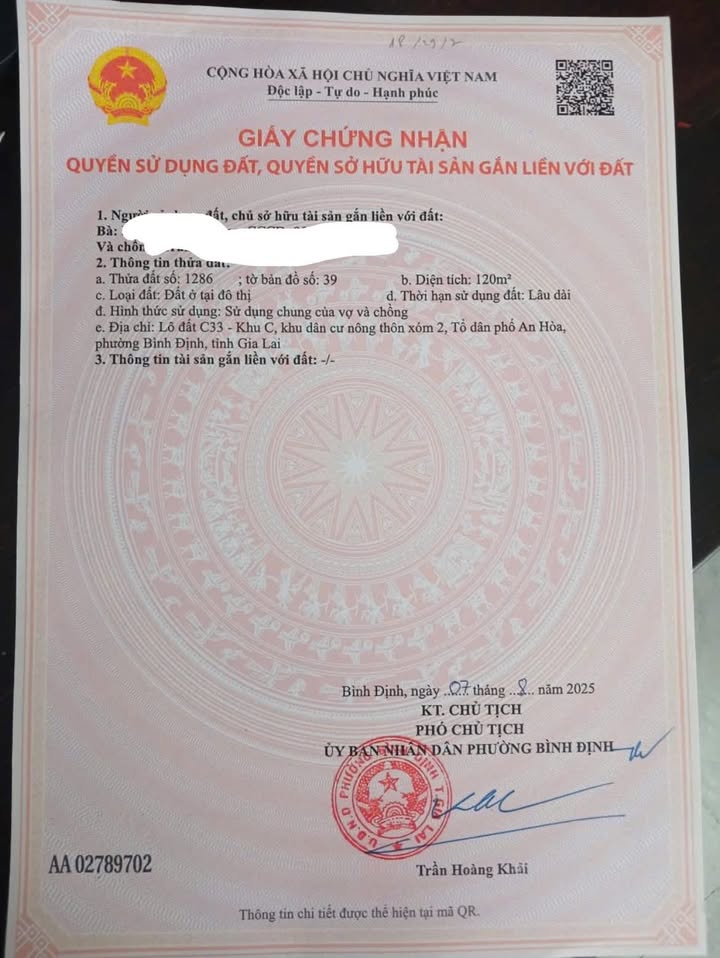 CỘNG HÒA XÃ HỘI CHỦ NGHĨA VIỆT NAM
Độc lập - Tự do - Hạnh phúc
GIẤY CHỨNG NHẬN
QUYỀN SỬ DỤNG ĐẤT, QUYỀN SỞ HỮU TÀI SẢN GẮN LIỀN VỚI ĐẤT
1. Người đất, chủ sở hữu tài sản gắn liền với đất:
Bà:
Và chồng
2. Thông tin thửa đất:
a. Thửa đất số: 1286 ; tờ bản đồ số: 39 b. Diện tích: 120m²
c. Loại đất: Đất ở tại đô thị d. Thời hạn sử dụng đất: Lâu dài
đ. Hình thức sử dụng: Sử dụng chung của vợ và chồng
e. Địa chỉ: Lô đất C33 - Khu C, khu dân cư nông thôn xóm 2, Tổ dân phố An Hòa,
phường Bình Định, tỉnh Gia Lai
3. Thông tin tài sản gắn liền với đất: -/-
Bình Định, ngày ..07 tháng ..8.. năm 2025
KT. CHỦ TỊCH
PHÓ CHỦ TỊCH
ỦY BAN NHÂN DÂN PHƯỜNG BÌNH ĐỊNH
U.B.N.D PHƯỜNG BÌNH ĐỊNH T.GIA LAI
Trần Hoàng Khải
AA 02789702
Thông tin chi tiết được thể hiện tại mã QR.